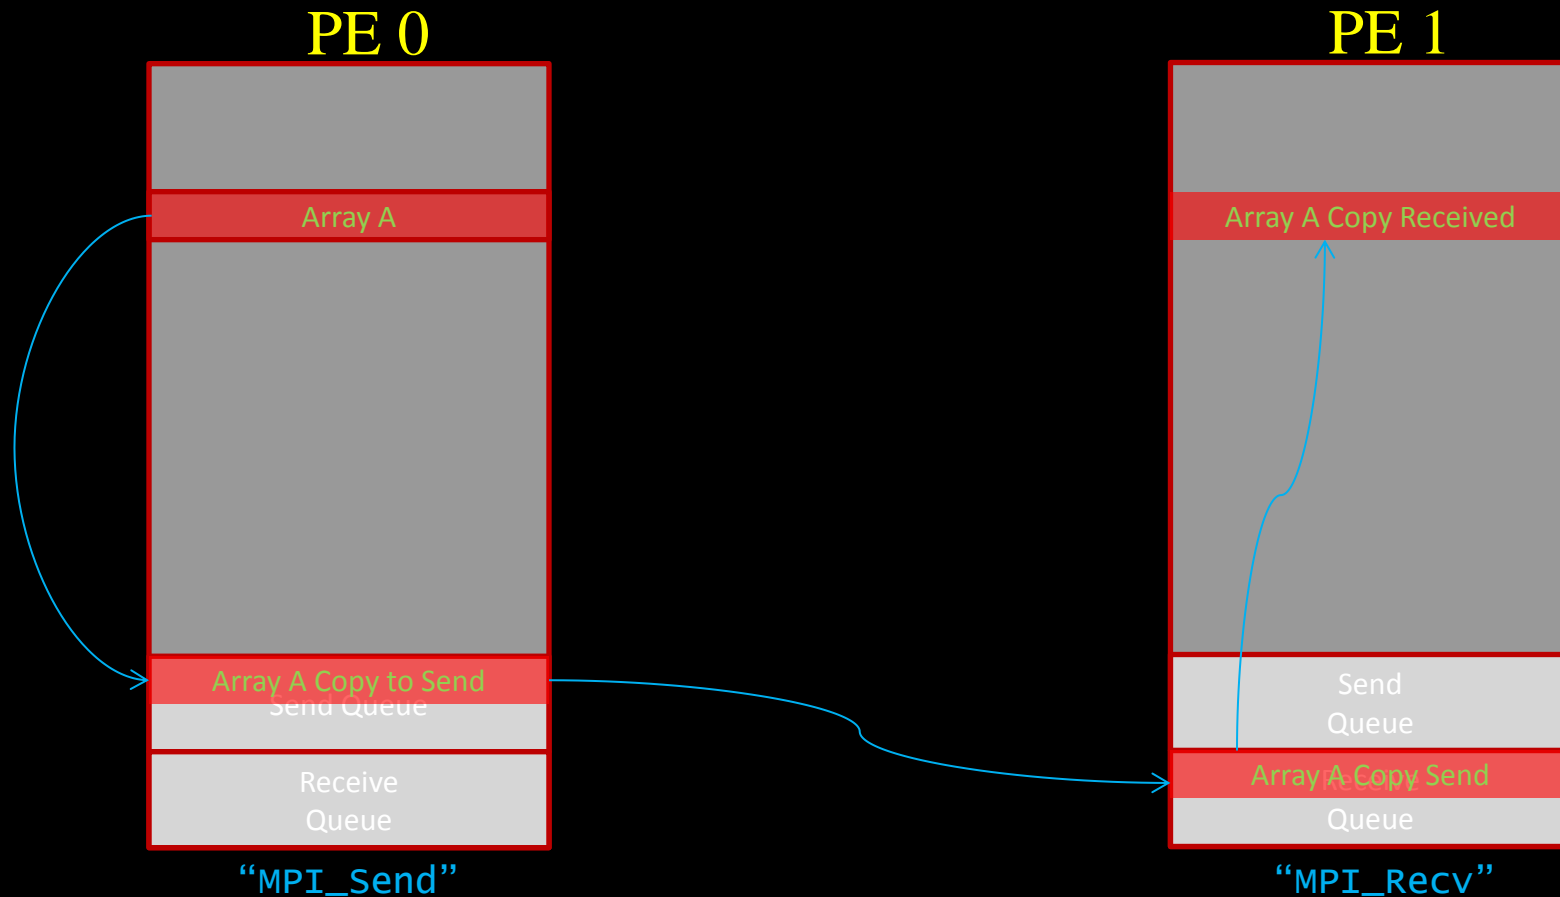 PE 0
PE 1
Array A
Array A Copy Received
Array A Copy to Send
Send Queue
Send
Queue
Receive
Queue
Array A Copy Send
Receive
Queue
“MPI_Send”
“MPI_Recv”